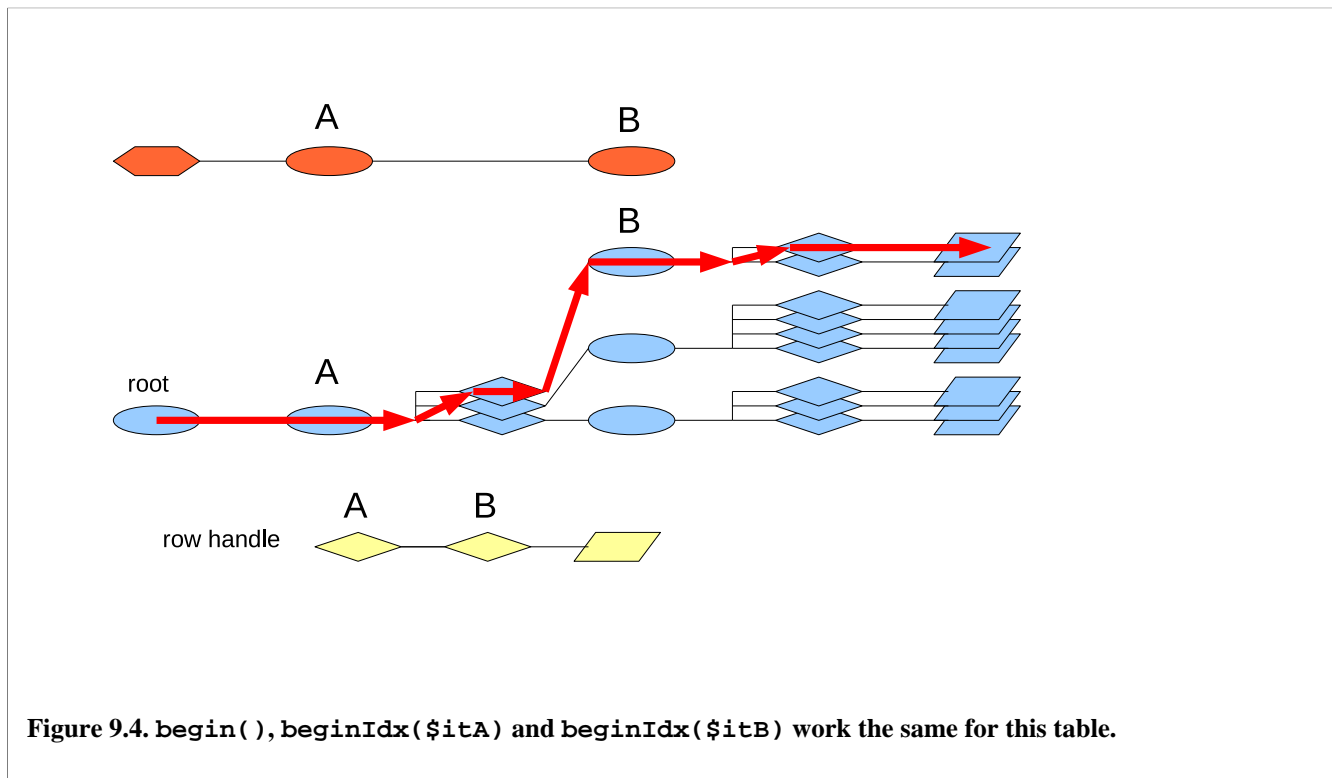 A
B
B
root
A
A
B
row handle
Figure 9.4. begin(), beginIdx($itA) and beginIdx($itB) work the same for this table.